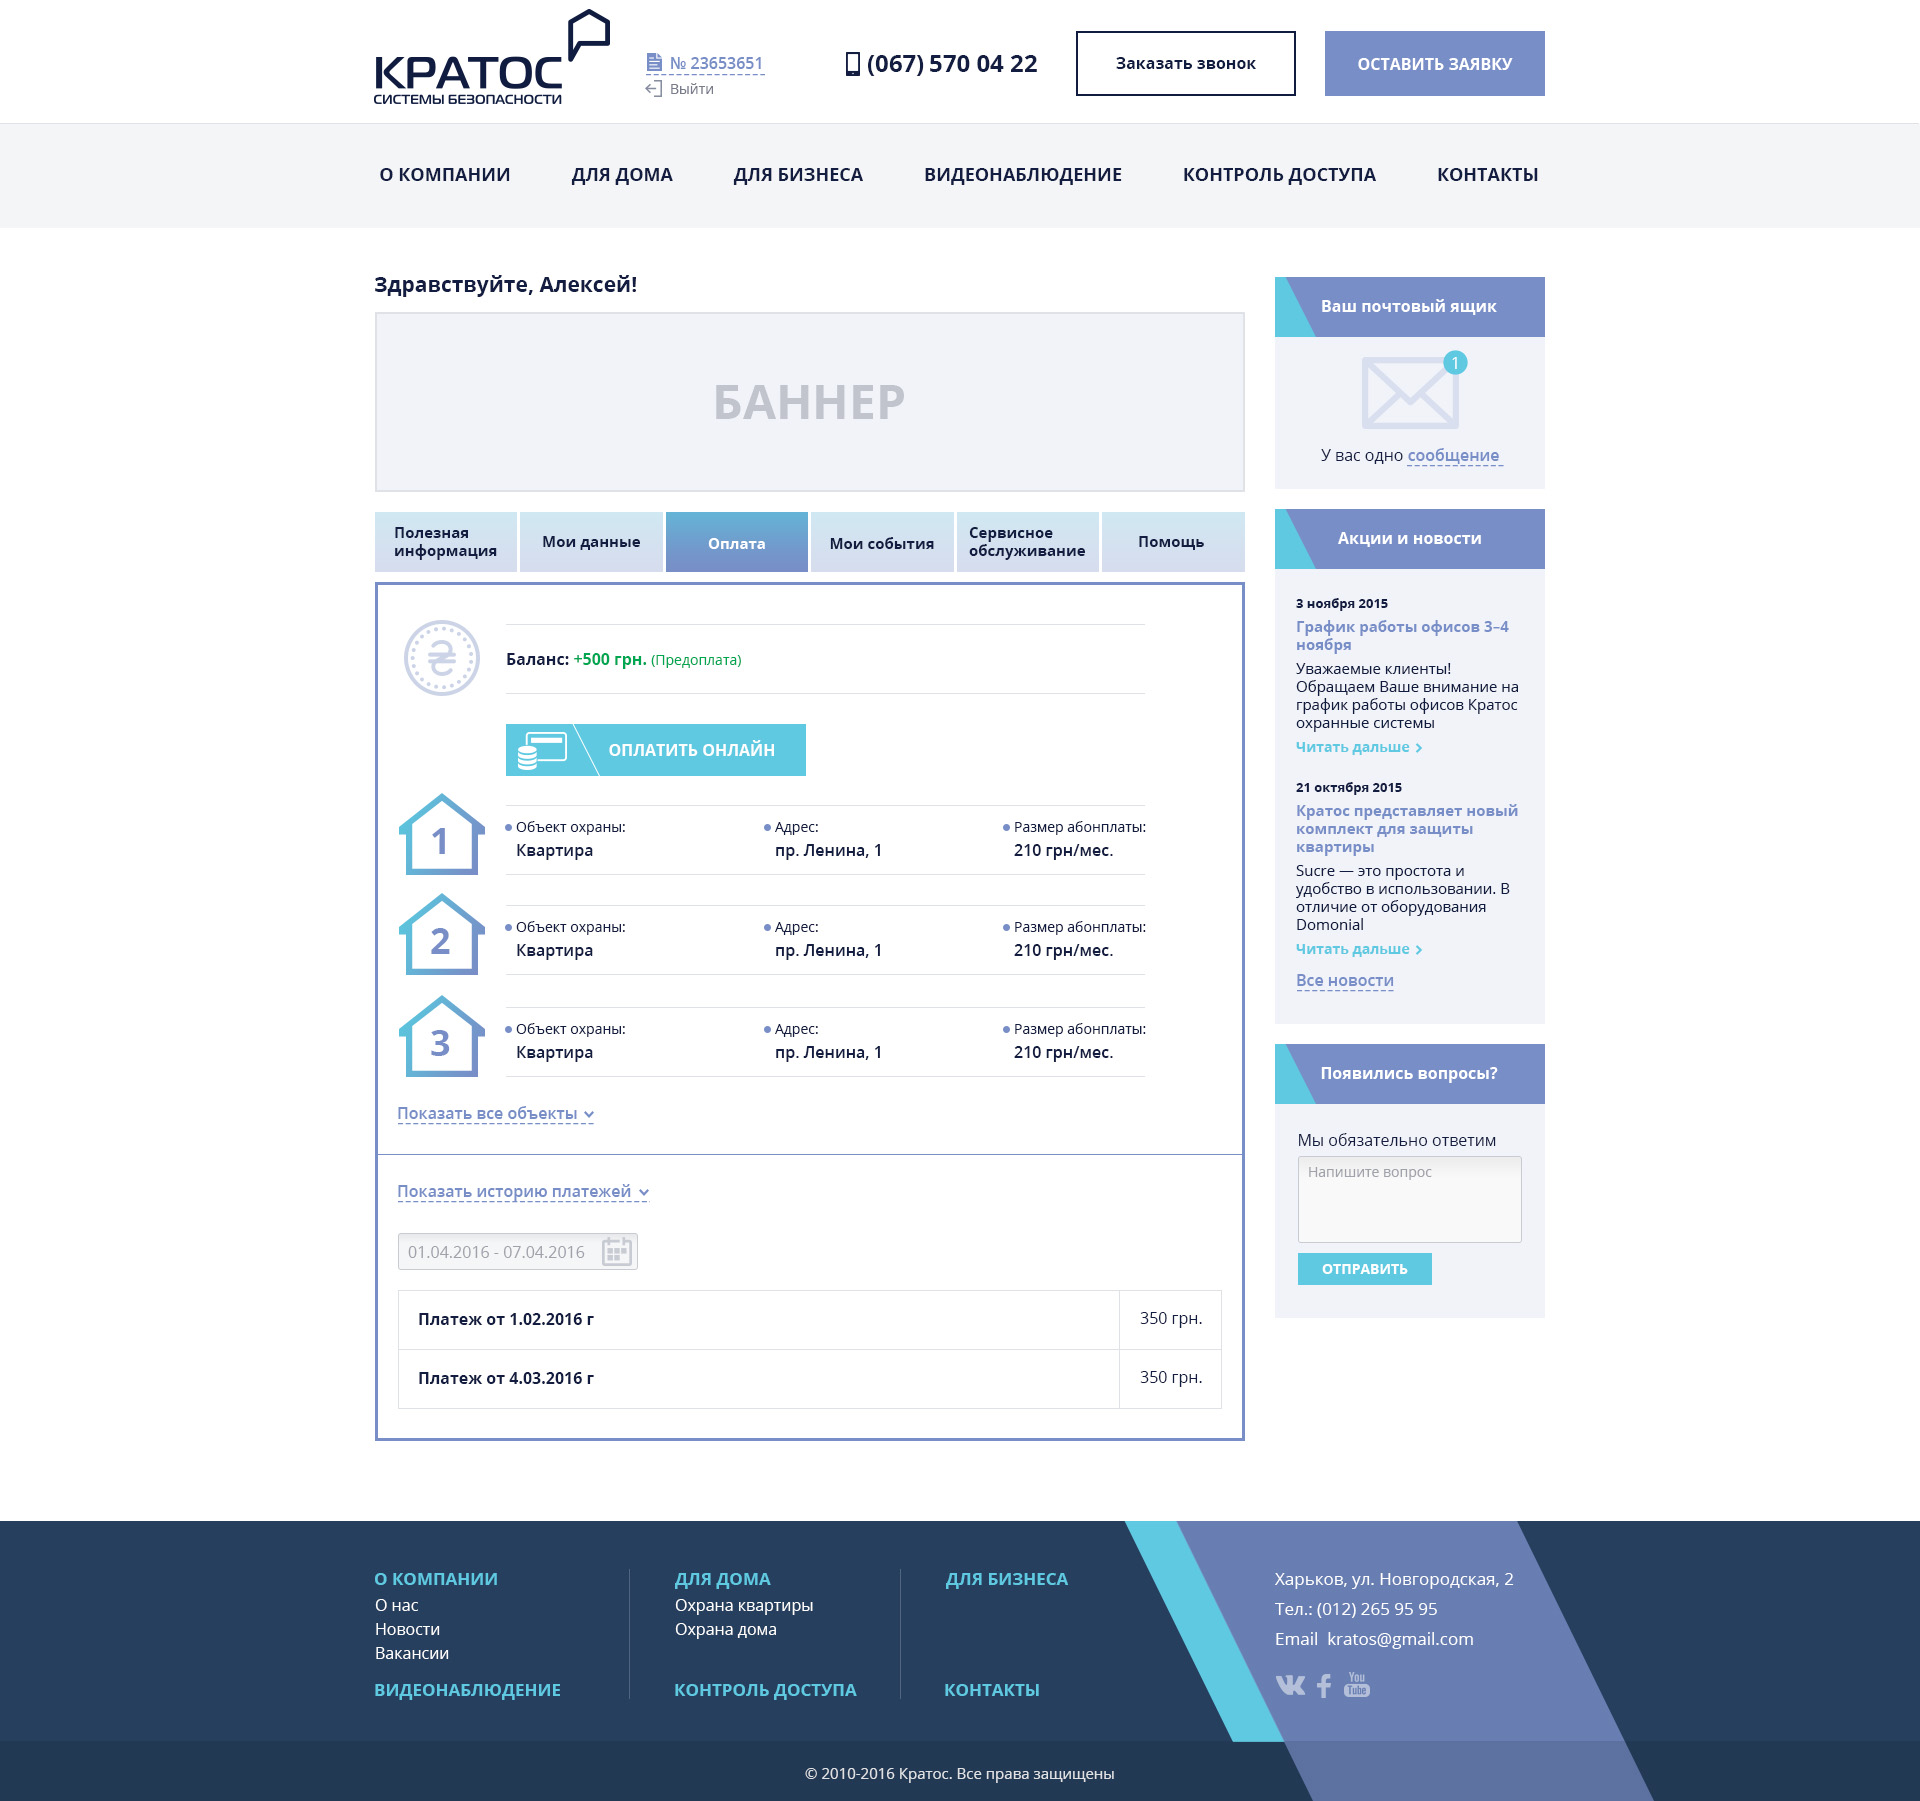 КРАТОС
СИСТЕМЫ БЕЗОПАСНОСТИ
№ 23653651
Выйти
(067) 570 04 22
Заказать звонок
ОСТАВИТЬ ЗАЯВКУ
О КОМПАНИИ
ДЛЯ ДОМА
ДЛЯ БИЗНЕСА
ВИДЕОНАБЛЮДЕНИЕ
КОНТРОЛЬ ДОСТУПА
КОНТАКТЫ
Здравствуйте, Алексей!
БАННЕР
Полезная
информация
Мои данные
Оплата
Мои события
Сервисное
обслуживание
Помощь
₴
Баланс: +500 грн. (Предоплата)
ОПЛАТИТЬ ОНЛАЙН
1
Объект охраны:
Квартира
Адрес:
пр. Ленина, 1
Размер абонплаты:
210 грн/мес.
2
Объект охраны:
Квартира
Адрес:
пр. Ленина, 1
Размер абонплаты:
210 грн/мес.
3
Объект охраны:
Квартира
Адрес:
пр. Ленина, 1
Размер абонплаты:
210 грн/мес.
Показать все объекты
Показать историю платежей
01.04.2016 - 07.04.2016
Платеж от 1.02.2016 г
350 грн.
Платеж от 4.03.2016 г
350 грн.
Ваш почтовый ящик
1
У вас одно сообщение
Акции и новости
3 ноября 2015
График работы офисов 3–4
ноября
Уважаемые клиенты!
Обращаем Ваше внимание на
график работы офисов Кратос
охранные системы
Читать дальше
21 октября 2015
Кратос представляет новый
комплект для защиты
квартиры
Sucre — это простота и
удобство в использовании. В
отличие от оборудования
Domonial
Читать дальше
Все новости
Появились вопросы?
Мы обязательно ответим
Напишите вопрос
ОТПРАВИТЬ
О КОМПАНИИ
О нас
Новости
Вакансии
ВИДЕОНАБЛЮДЕНИЕ
ДЛЯ ДОМА
Охрана квартиры
Охрана дома
КОНТРОЛЬ ДОСТУПА
ДЛЯ БИЗНЕСА
КОНТАКТЫ
Харьков, ул. Новгородская, 2
Тел.: (012) 265 95 95
Email kratos@gmail.com
You
Tube
© 2010-2016 Кратос. Все права защищены